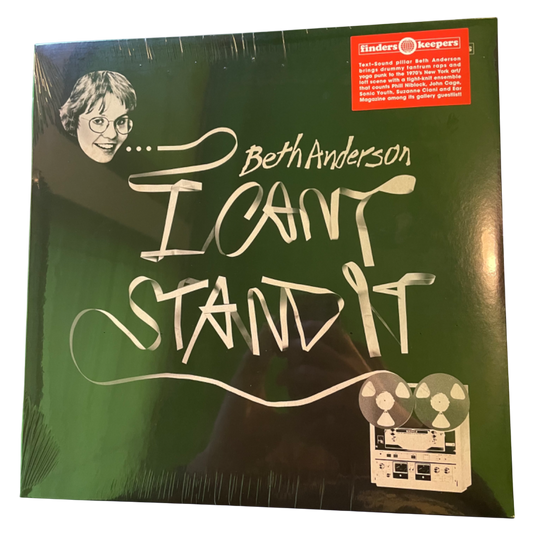 finders keepers
Text-Sound pillar Beth Anderson
brings drummy tantrum raps and
yoga punk to the 1970's New York art/
loft scene with a tight-knit ensemble
that counts Phill Niblock, John Cage,
Sonic Youth, Suzanne Ciani and Ear
Magazine among its gallery guestlist!
Beth Anderson
I CAN'T
STAND IT